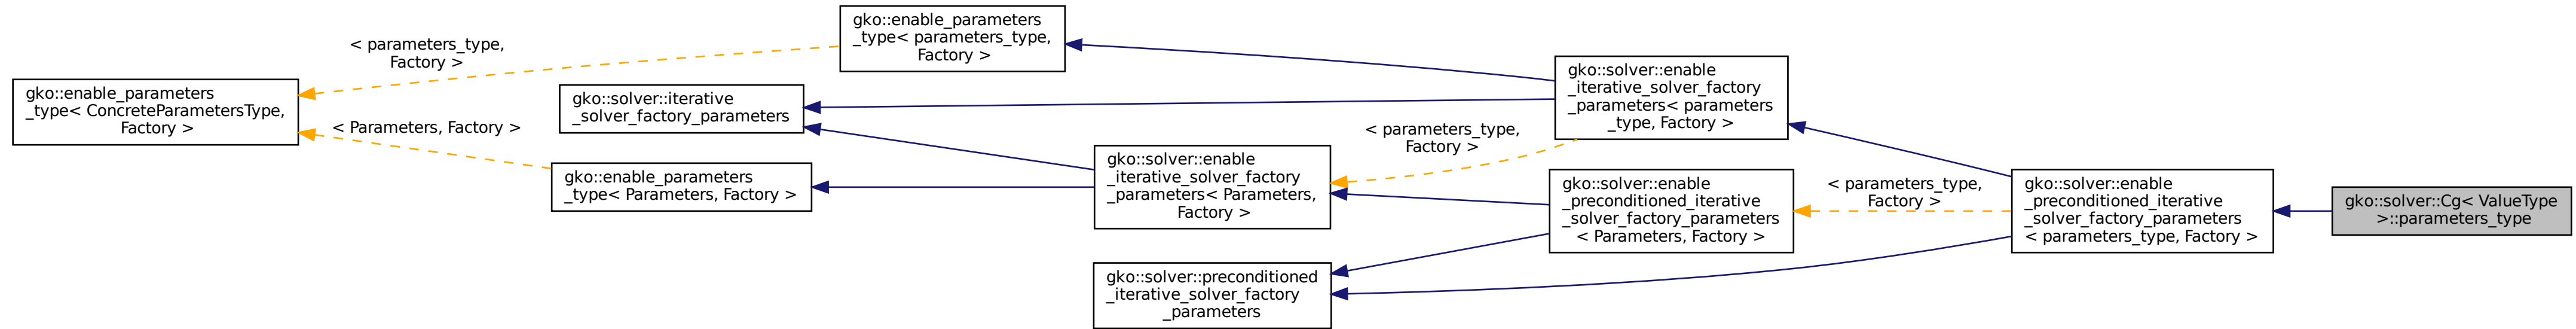 gko::enable_parameters
_type< ConcreteParametersType,
Factory >
< parameters_type,
Factory >
< Parameters, Factory >
gko::solver::iterative
_solver_factory_parameters
gko::enable_parameters
_type< Parameters, Factory >
gko::enable_parameters
_type< parameters_type,
Factory >
gko::solver::enable
_iterative_solver_factory
_parameters< Parameters,
Factory >
gko::solver::preconditioned
_iterative_solver_factory
_parameters
< parameters_type,
Factory >
gko::solver::enable
_iterative_solver_factory
_parameters< parameters
_type, Factory >
gko::solver::enable
_preconditioned_iterative
_solver_factory_parameters
< Parameters, Factory >
< parameters_type,
Factory >
gko::solver::enable
_preconditioned_iterative
_solver_factory_parameters
< parameters_type, Factory >
gko::solver::Cg< ValueType
>::parameters_type